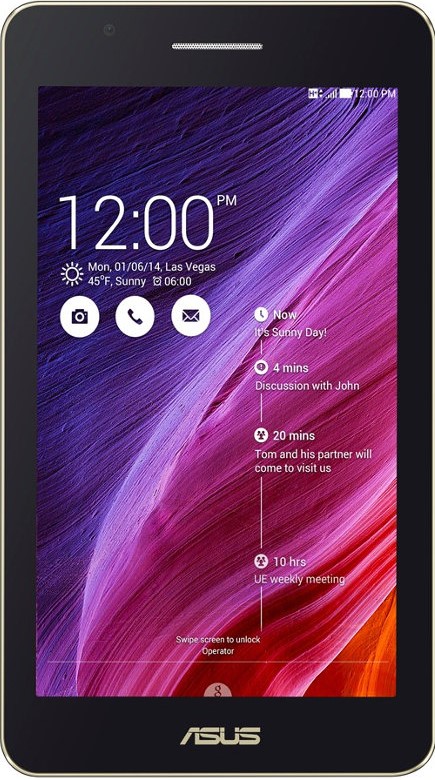 12:00 PM
12:00 PM
Mon, 01/06/14, Las Vegas
45°F, Sunny 06:00
Now
It's Sunny Day!
4 mins
Discussion with John
20 mins
Tom and his partner will
come to visit us
10 hrs
UE weekly meeting
Swipe screen to unlock
Operator
g
ASUS